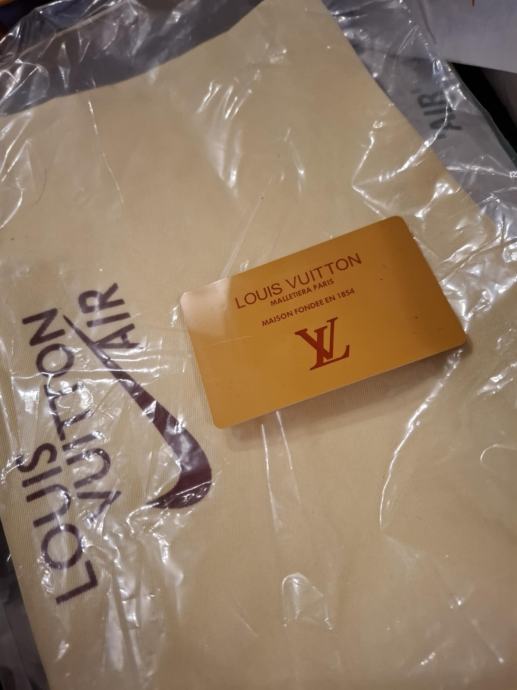 LOUIS VUITTON
MALLETIERA PARIS
MAISON FONDEE EN 1854
LV
LOUIS
VUITTON
AIR
AIR